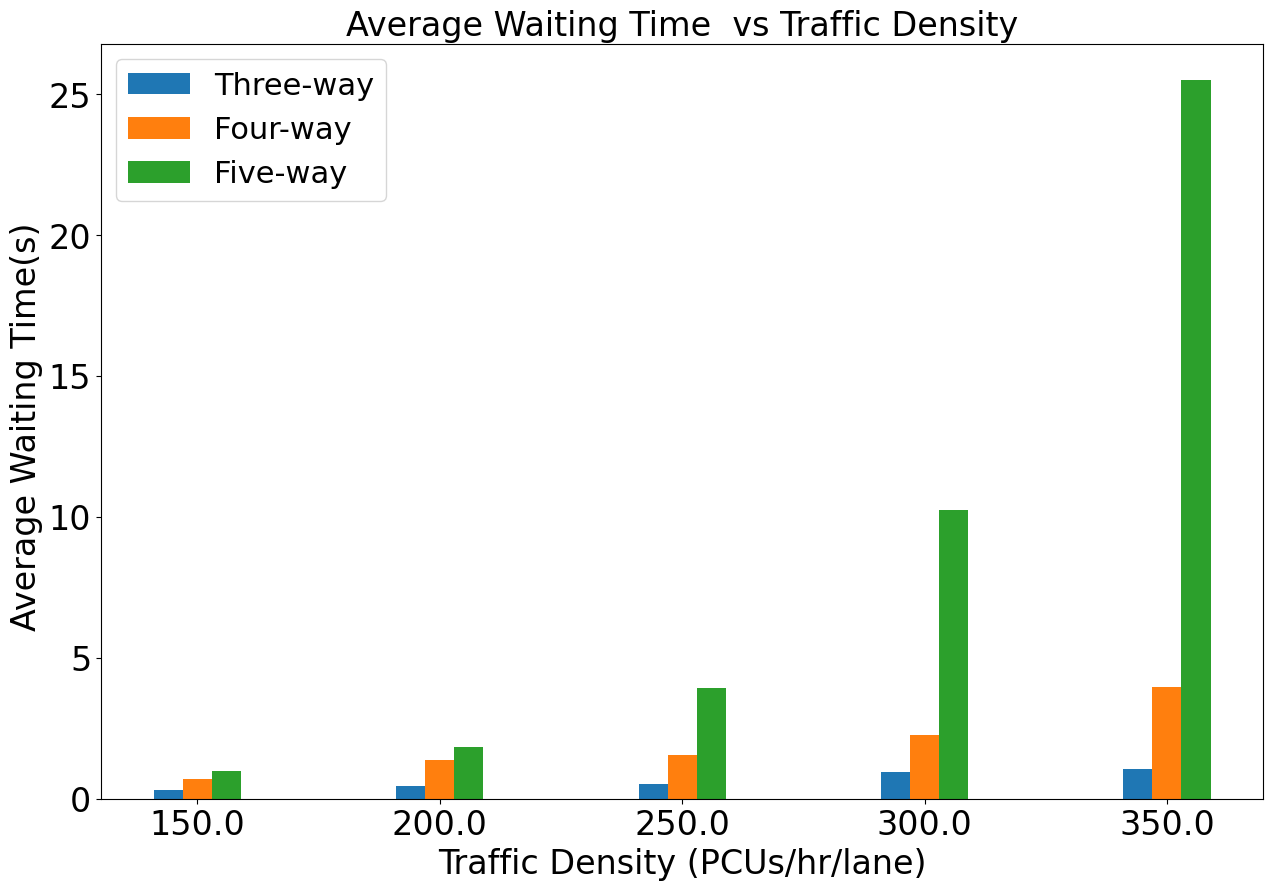 Average Waiting Time  vs Traffic Density
Three-way
Four-way
Five-way
25
20
15
10
5
0
Average Waiting Time(s)
150.0 200.0 250.0 300.0 350.0
Traffic Density (PCUs/hr/lane)